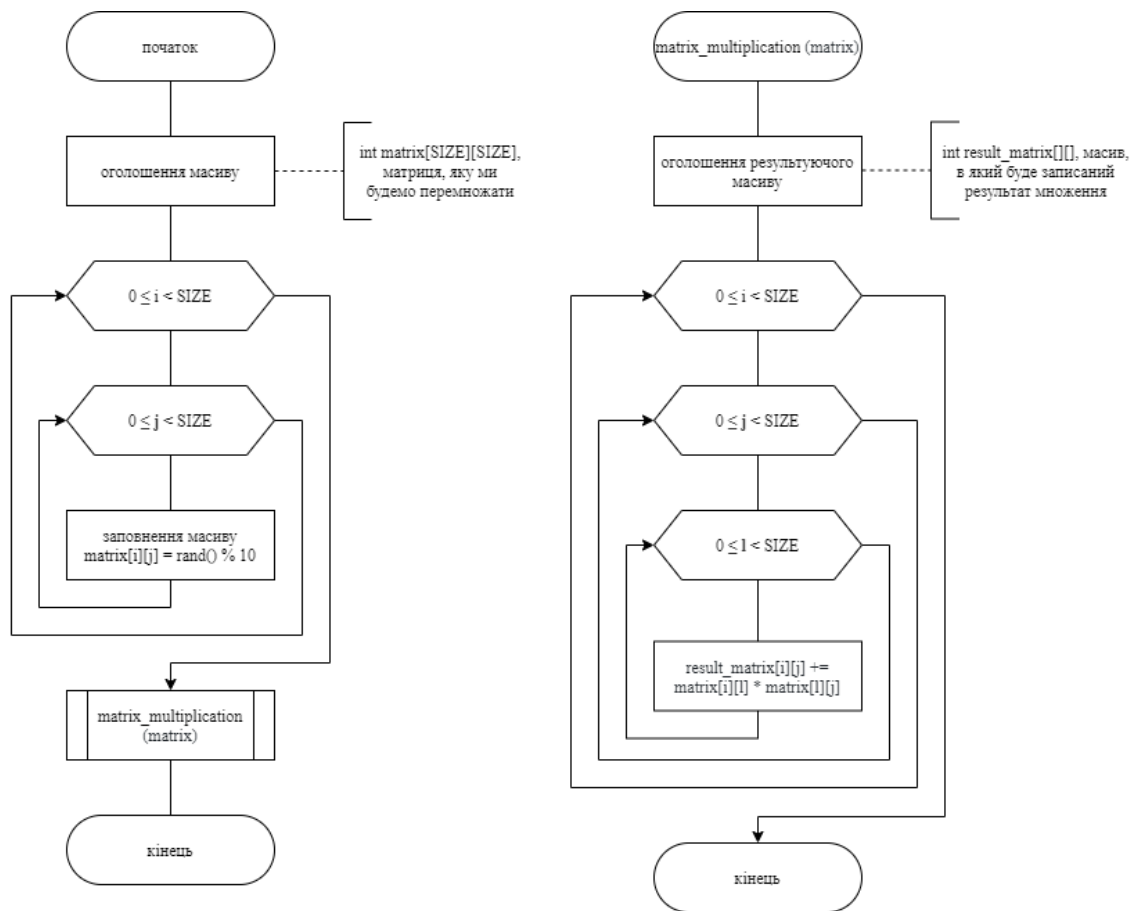 початок
оголошення масиву
int matrix[SIZE][SIZE],
матриця, яку ми
будемо перемножати
0 ≤ i < SIZE
0 ≤ j < SIZE
заповнення масиву
matrix[i][j] = rand() % 10
matrix_multiplication
(matrix)
кінець
matrix_multiplication (matrix)
оголошення результуючого
масиву
int result_matrix[][], масив,
в який буде записаний
результат множення
0 ≤ i < SIZE
0 ≤ j < SIZE
0 ≤ l < SIZE
result_matrix[i][j] +=
matrix[i][l] * matrix[l][j]
кінець